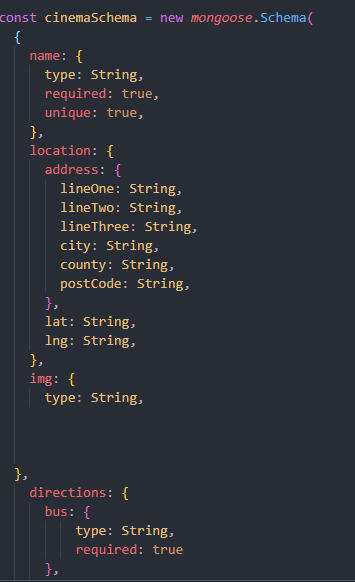 const cinemaSchema = new mongoose.Schema(
{
name: {
type: String,
required: true,
unique: true,
},
location: {
address: {
lineOne: String,
lineTwo: String,
lineThree: String,
city: String,
county: String,
postCode: String,
},
lat: String,
lng: String,
},
img: {
type: String,
},
directions: {
bus: {
type: String,
required: true
},